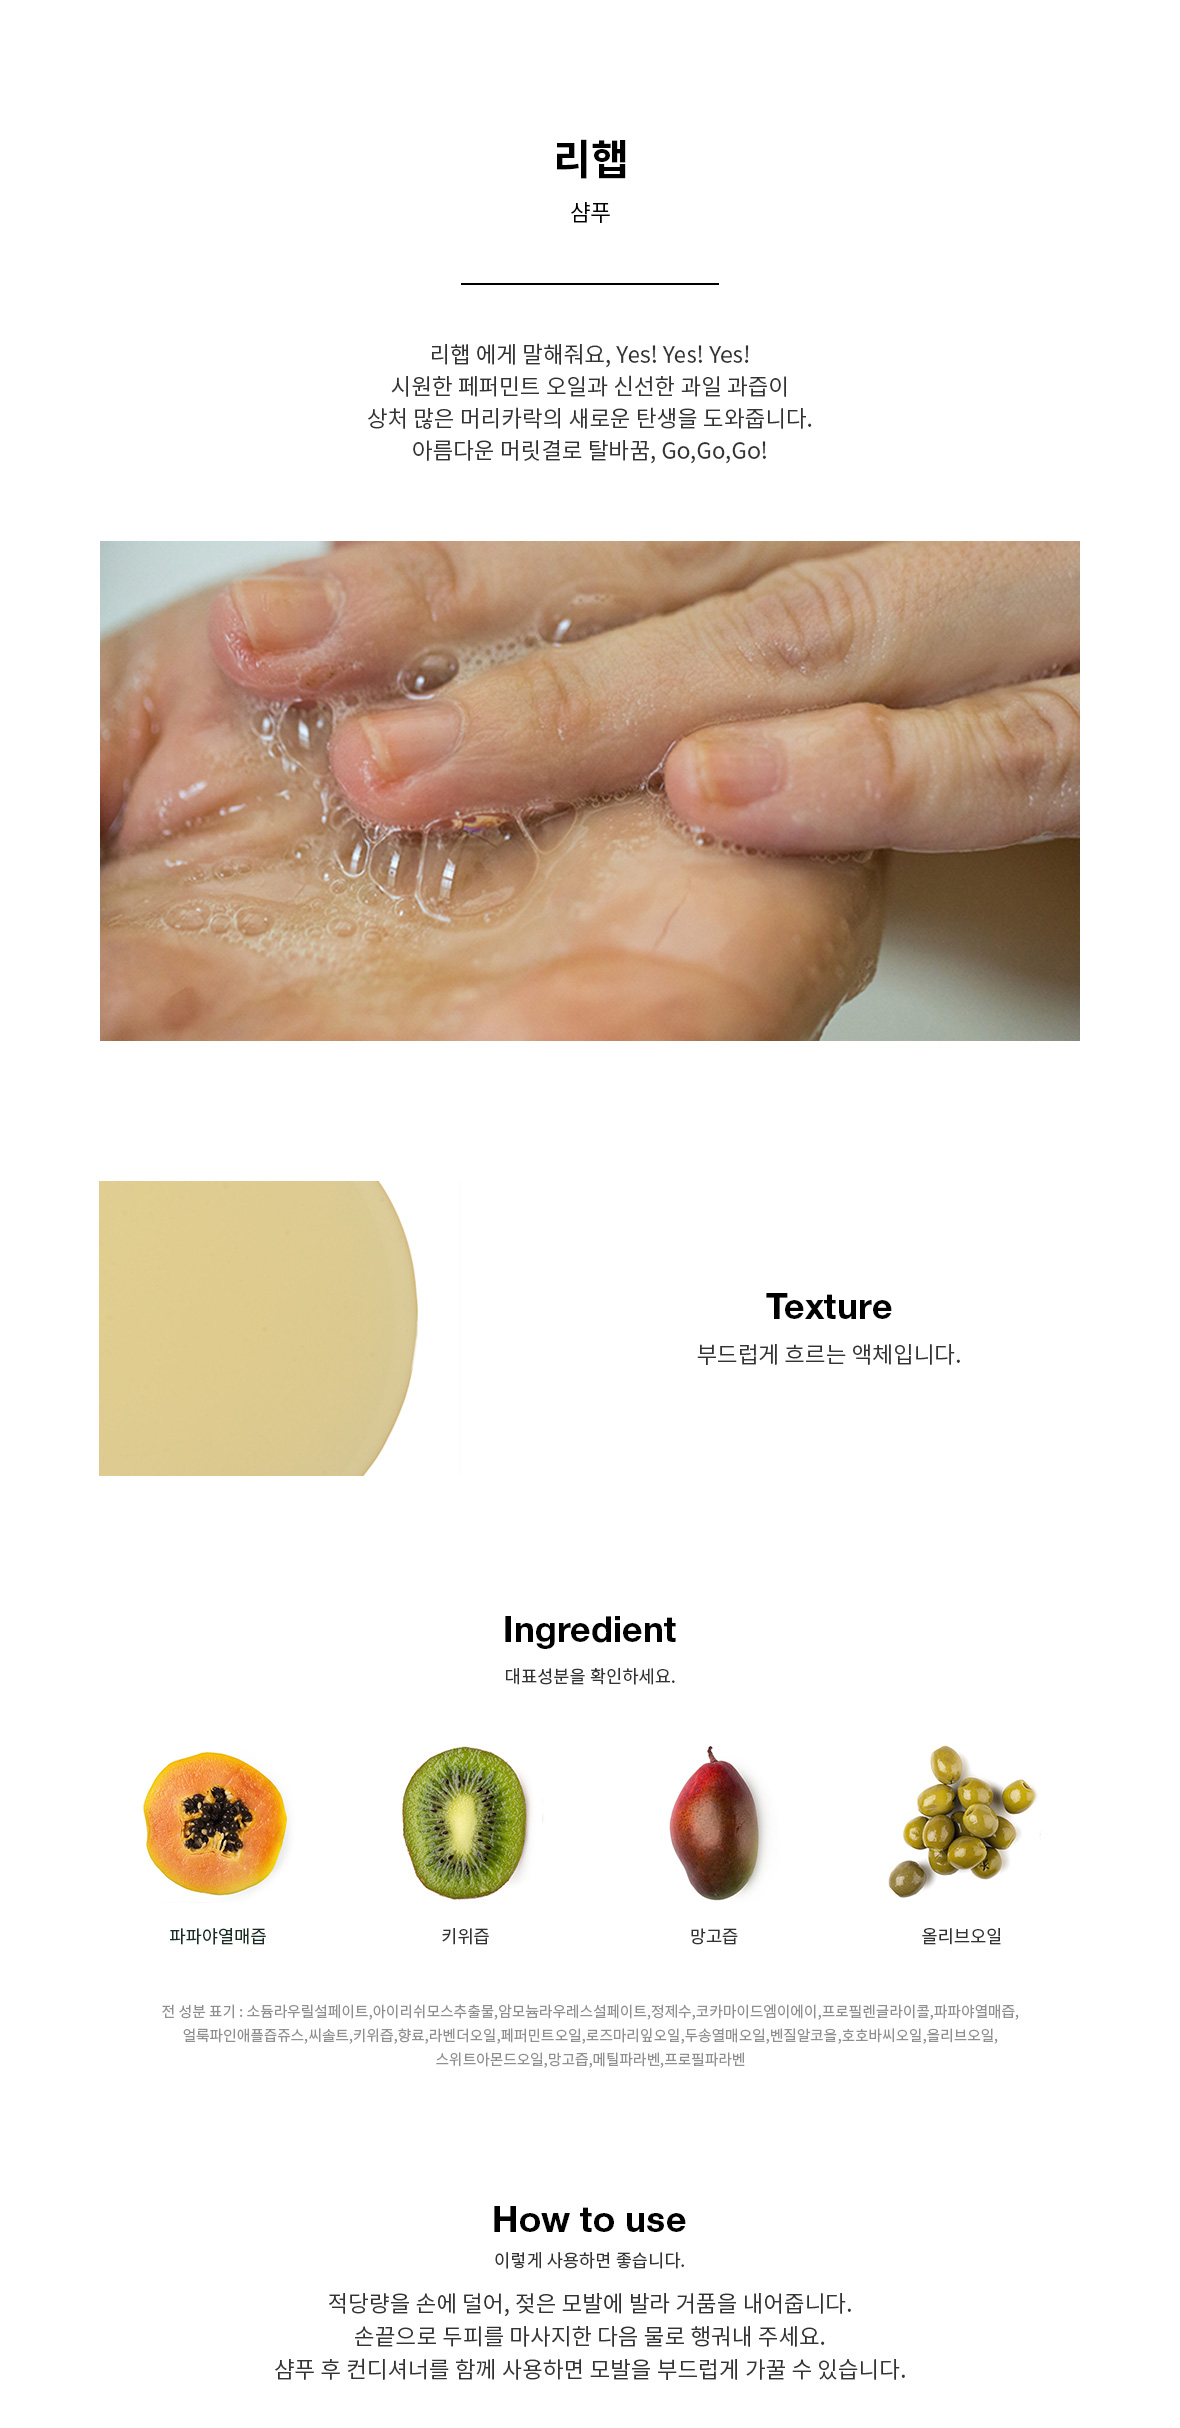 리햅
샴푸
리햅 에게 말해줘요, Yes! Yes! Yes!
시원한 페퍼민트 오일과 신선한 과일 과즙이
상처 많은 머리카락의 새로운 탄생을 도와줍니다.
아름다운 머릿결로 탈바꿈, Go,Go,Go!
Texture
부드럽게 흐르는 액체입니다.
Ingredient
대표성분을 확인하세요.
파파야열매즙
키위즙
망고즙
올리브오일
전 성분 표기 : 소듐라우릴설페이트,아이리쉬모스추출물,암모늄라우레스설페이트,정제수,코카마이드엠이에이,프로필렌글라이콜,파파야열매즙,
얼룩파인애플즙쥬스,씨솔트,키위즙,향료,라벤더오일,페퍼민트오일,로즈마리잎오일,두송열매오일,벤질알코올,호호바씨오일,올리브오일,
스위트아몬드오일,망고즙,메틸파라벤,프로필파라벤
How to use
이렇게 사용하면 좋습니다.
적당량을 손에 덜어, 젖은 모발에 발라 거품을 내어줍니다.
손끝으로 두피를 마사지한 다음 물로 행궈내 주세요.
샴푸 후 컨디셔너를 함께 사용하면 모발을 부드럽게 가꿀 수 있습니다.